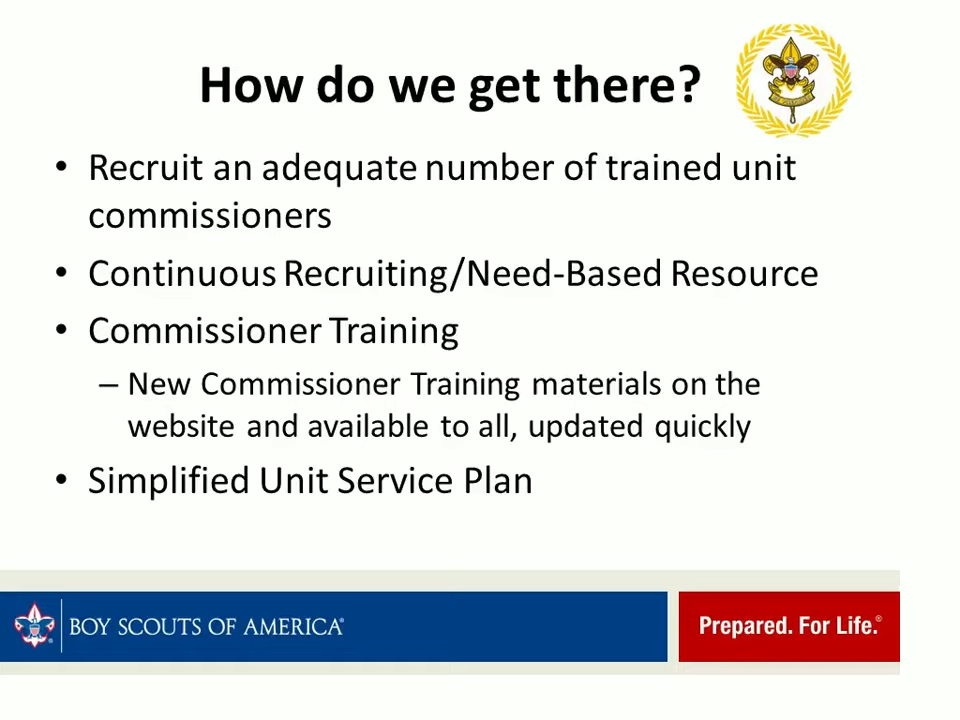 How do we get there?
• Recruit an adequate number of trained unit
commissioners
• Continuous Recruiting/Need-Based Resource
• Commissioner Training
– New Commissioner Training materials on the
website and available to all, updated quickly
• Simplified Unit Service Plan
BOY SCOUTS OF AMERICA®
Prepared. For Life.®